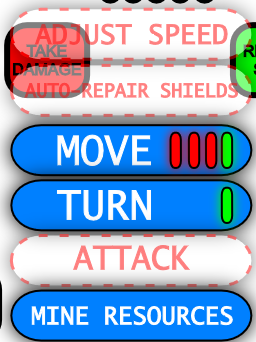 ADJUST SPEED
TAKE
DAMAGE
AUTO-REPAIR SHIELDS
MOVE
TURN
ATTACK
MINE RESOURCES